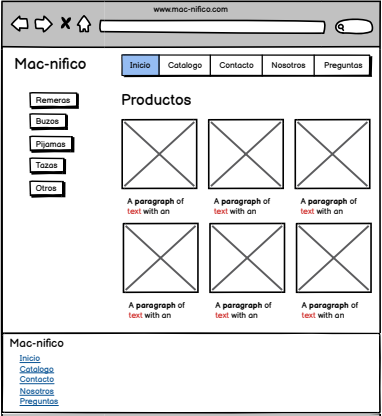 www.mac-nifico.com
Mac-nifico
Inicio
Catalogo
Contacto
Nosotros
Preguntas
Remeras
Buzos
Pijamas
Tazas
Otros
Productos
A paragraph of
text with an
A paragraph of
text with an
A paragraph of
text with an
A paragraph of
text with an
A paragraph of
text with an
A paragraph of
text with an
Mac-nifico
Inicio
Catalogo
Contacto
Nosotros
Preguntas